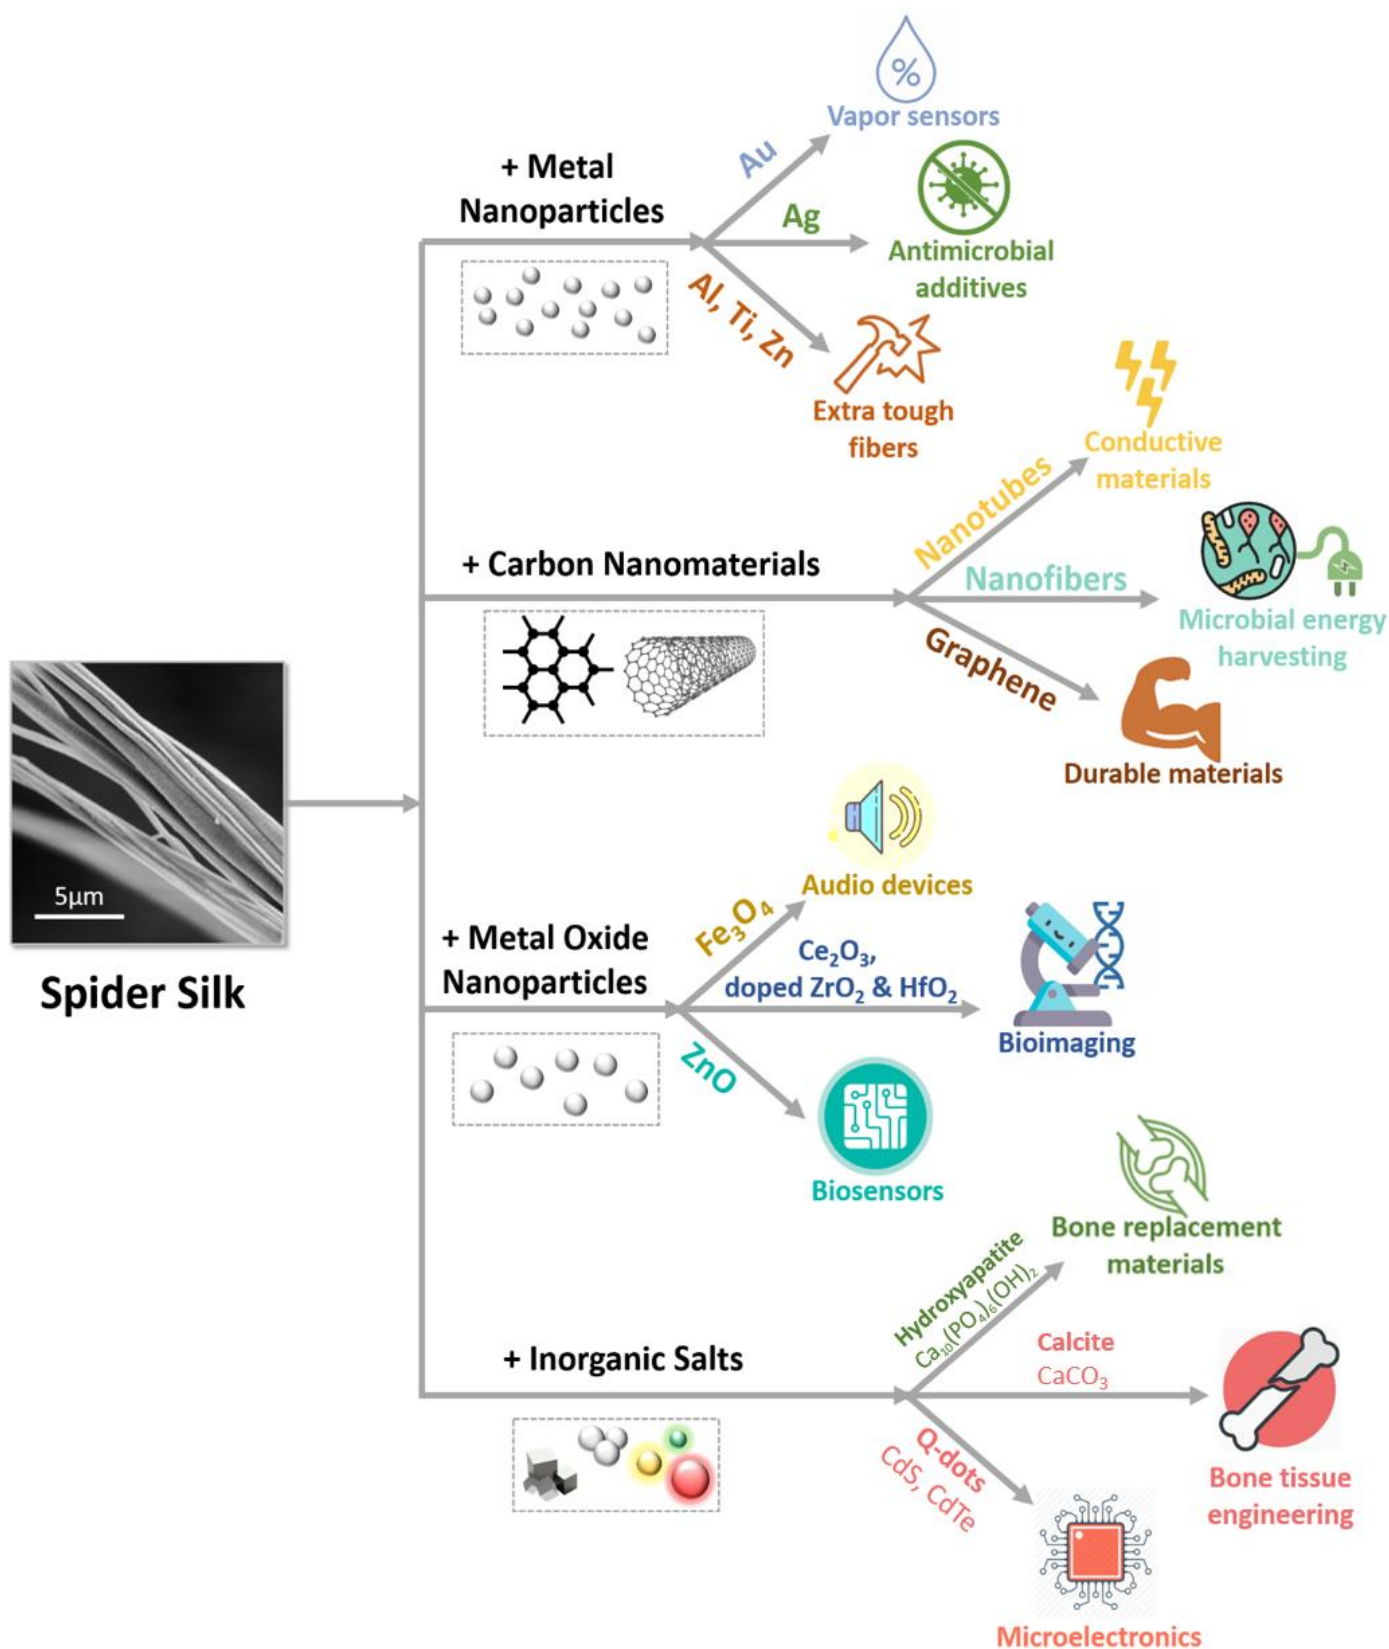 %
Vapor sensors
+ Metal
Nanoparticles
Au
Ag
Antimicrobial
additives
Al, Ti, Zn
Extra tough
fibers
Conductive
materials
+ Carbon Nanomaterials
Nanotubes
Nanofibers
Microbial energy
harvesting
Graphene
Durable materials
5µm
Spider Silk
Audio devices
+ Metal Oxide
Nanoparticles
Fe₃O₄
Ce₂O₃,
doped ZrO₂ & HfO₂
Bioimaging
ZnO
Biosensors
Bone replacement
materials
+ Inorganic Salts
Hydroxyapatite
Ca₁₀(PO₄)₆(OH)₂
Calcite
CaCO₃
Q-dots
CdS, CdTe
Bone tissue
engineering
Microelectronics